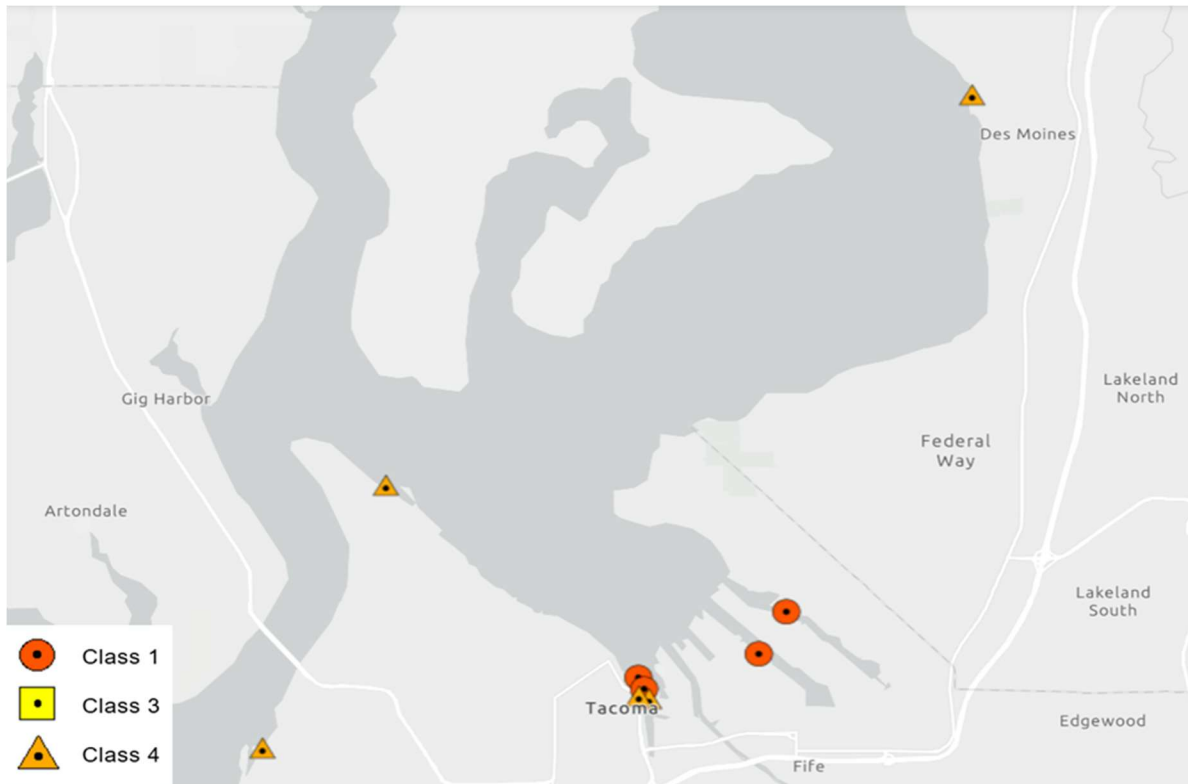 Des Moines
Gig Harbor
Lakeland
North
Federal
Way
Artondale
Lakeland
South
Class 1
Class 3
Class 4
Tacoma
Edgewood
Fife